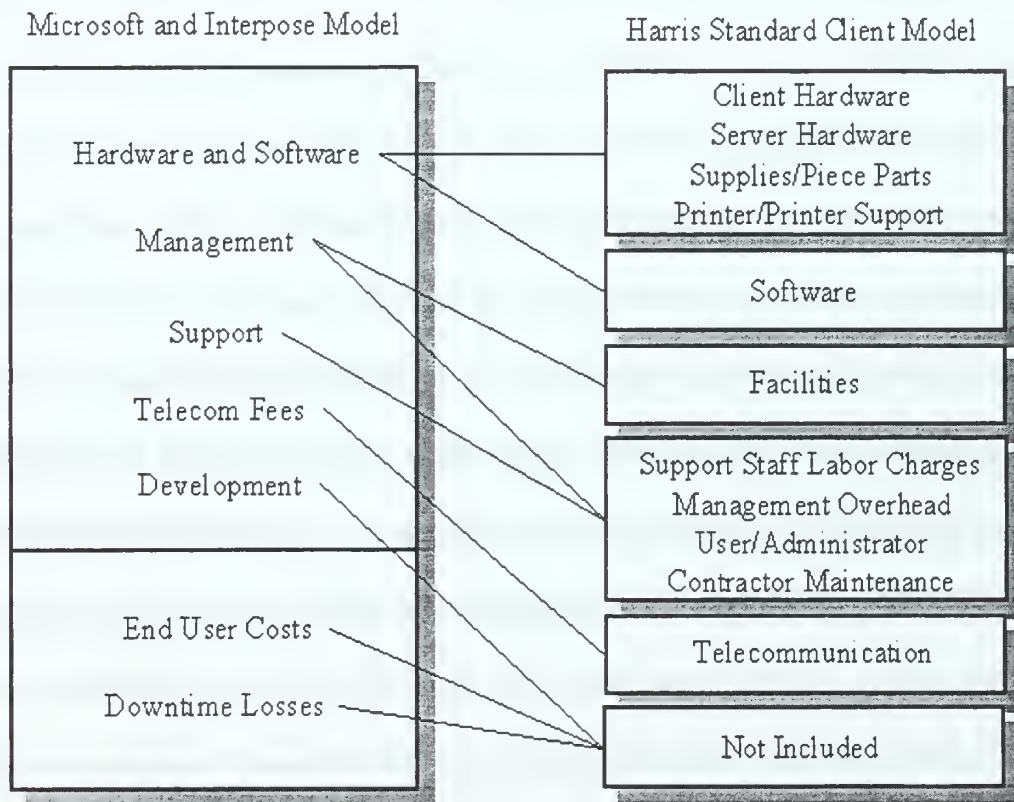 Microsoft and Interpose Model
Hardware and Software
Management
Support
Telecom Fees
Development
End User Costs
Downtime Losses
Harris Standard Client Model
Client Hardware
Server Hardware
Supplies/Piece Parts
Printer/Printer Support
Software
Facilities
Support Staff Labor Charges
Management Overhead
User/Administrator
Contractor Maintenance
Telecommunication
Not Included